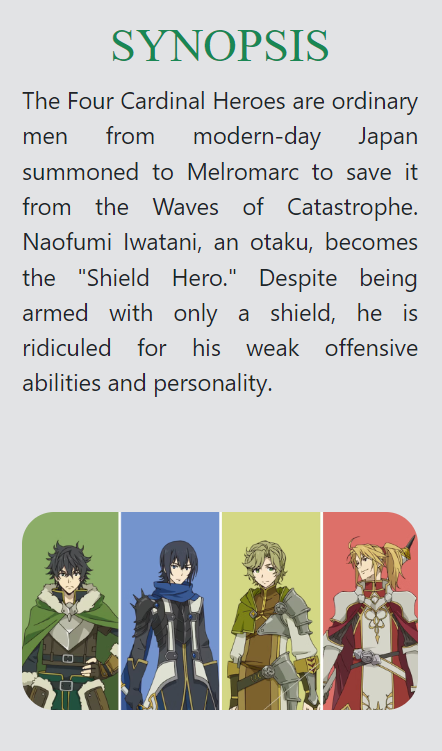 SYNOPSIS
The Four Cardinal Heroes are ordinary
men from modern-day Japan
summoned to Melromarc to save it
from the Waves of Catastrophe.
Naofumi Iwatani, an otaku, becomes
the "Shield Hero." Despite being
armed with only a shield, he is
ridiculed for his weak offensive
abilities and personality.